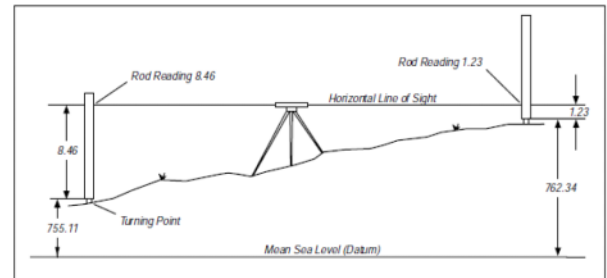 Rod Reading 8.46
Rod Reading 1.23
Horizontal Line of Sight
1.23
8.46
762.34
Turning Point
755.11
Mean Sea Level (Datum)